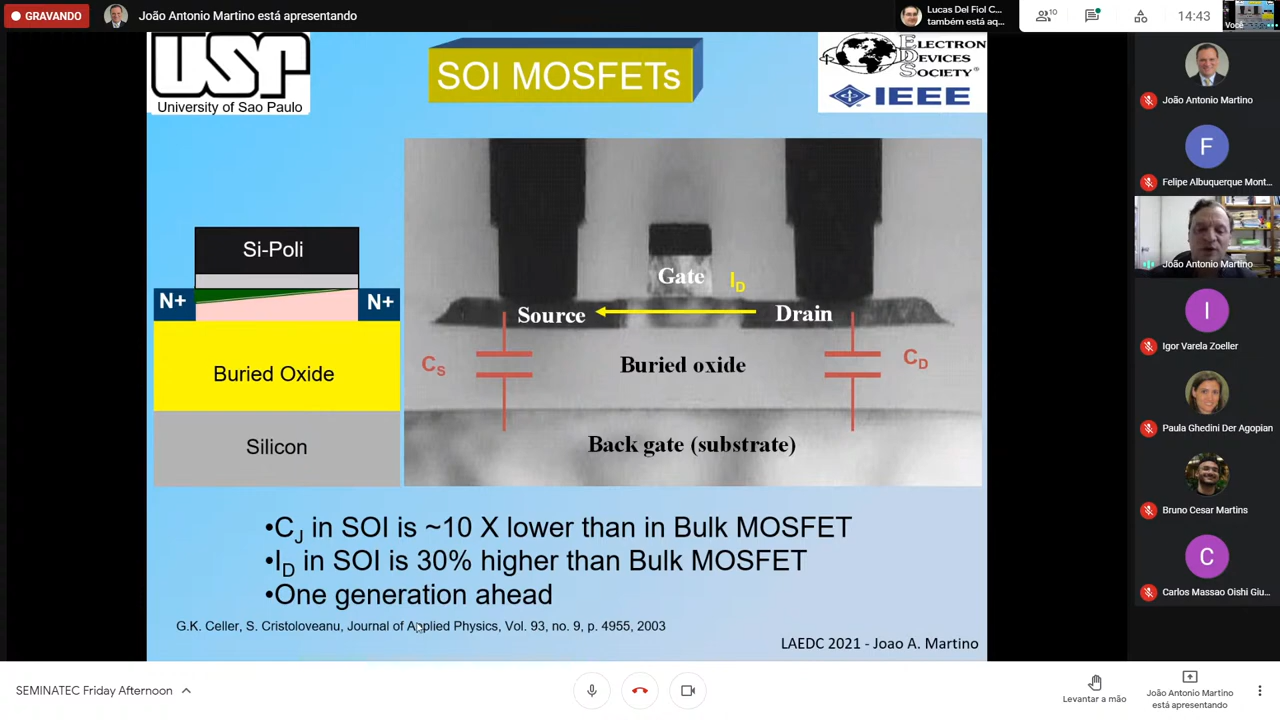 GRAVANDO
João Antonio Martino está apresentando
Lucas Del Fiol C...
também está aq...
10
14:43
Você
USP
University of Sao Paulo
SOI MOSFETs
ELECTRON
DEVICES
SOCIETY®
IEEE
Si-Poli
N+
N+
Buried Oxide
Silicon
Gate
ID
Source
Drain
CS
Buried oxide
CD
Back gate (substrate)
•CJ in SOI is ~10 X lower than in Bulk MOSFET
•ID in SOI is 30% higher than Bulk MOSFET
•One generation ahead
G.K. Celler, S. Cristoloveanu, Journal of Applied Physics, Vol. 93, no. 9, p. 4955, 2003
LAEDC 2021 - Joao A. Martino
João Antonio Martino
F
Felipe Albuquerque Mont...
João Antonio Martino
I
Igor Varela Zoeller
Paula Ghedini Der Agopian
Bruno Cesar Martins
C
Carlos Massao Oishi Giu...
SEMINATEC Friday Afternoon
Levantar a mão
João Antonio Martino
está apresentando